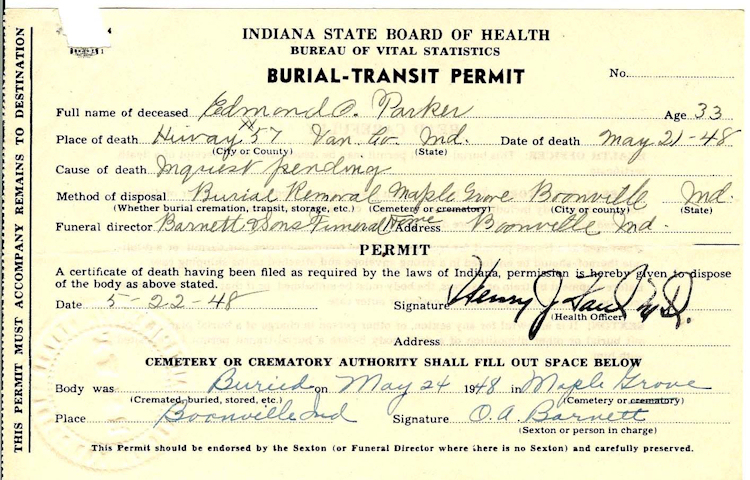 INDIANA STATE BOARD OF HEALTH
BUREAU OF VITAL STATISTICS
BURIAL-TRANSIT PERMIT
No.
Full name of deceased Edmond O. Parker Age 33
Place of death Hiway #57 Van. Co. Ind. Date of death May 21-48
(City or County) (State)
Cause of death Inquest pending
Method of disposal Burial Removal Maple Grove Boonville Ind.
(Whether burial cremation, transit, storage, etc.) (Cemetery or crematory) (City or county) (State)
Funeral director Barnett & Sons Funeral Home Address Boonville Ind.
PERMIT
A certificate of death having been filed as required by the laws of Indiana, permission is hereby given to dispose
of the body as above stated.
Date 5-22-48 Signature Henry J M.D.
(Health Officer)
Address
CEMETERY OR CREMATORY AUTHORITY SHALL FILL OUT SPACE BELOW
Body was Buried on May 24 1948 in Maple Grove
(Cremated, buried, stored, etc.) (Cemetery or crematory)
Place Boonville Ind Signature O.A. Barnett
(Sexton or person in charge)
This Permit should be endorsed by the Sexton (or Funeral Director where there is no Sexton) and carefully preserved.
THIS PERMIT MUST ACCOMPANY REMAINS TO DESTINATION